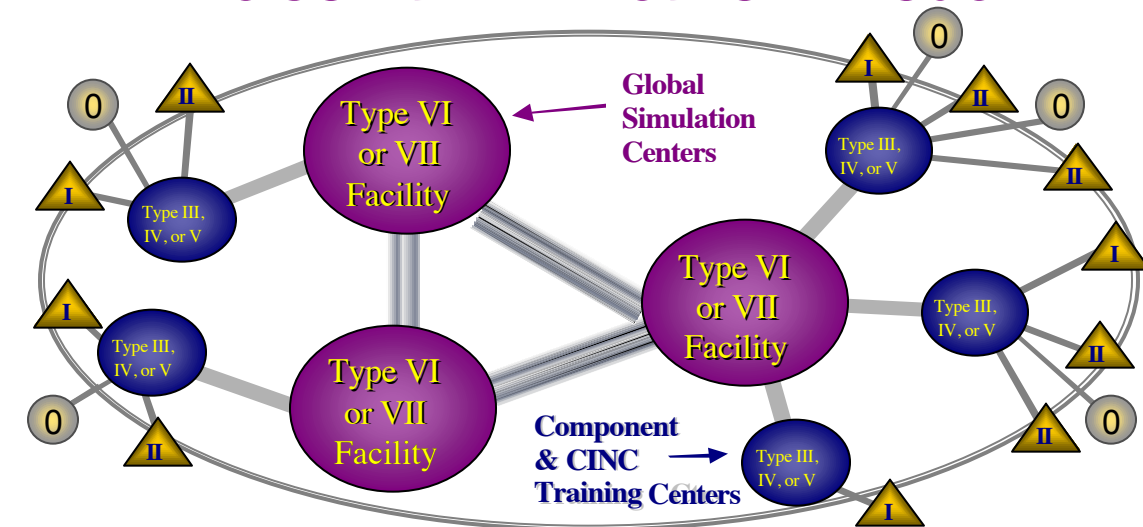 0
II
I
Type III,
IV, or V
Type VI
or VII
Facility
Global
Simulation
Centers
0
I
II
0
Type III,
IV, or V
II
I
Type III,
IV, or V
0
II
Type VI
or VII
Facility
Type VI
or VII
Facility
I
Type III,
IV, or V
II
0
II
Component
& CINC
Training Centers
Type III,
IV, or V
I